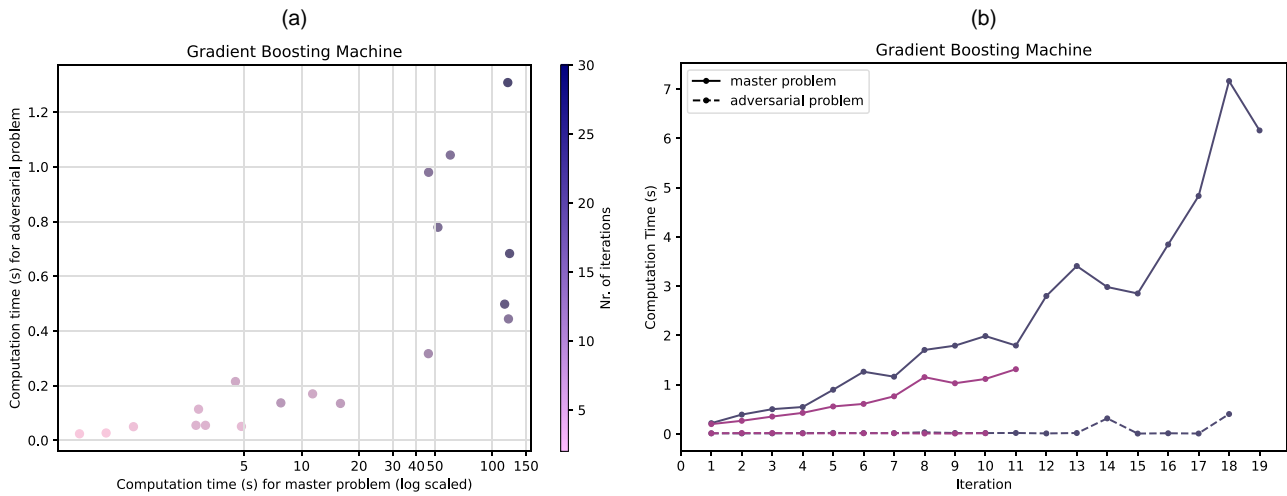 (a)
Gradient Boosting Machine
Computation time (s) for adversarial problem
1.2
1.0
0.8
0.6
0.4
0.2
0.0
5 10 20 30 40 50 100 150
Computation time (s) for master problem (log scaled)
30
25
20
15
10
5
Nr. of iterations
(b)
Gradient Boosting Machine
master problem
adversarial problem
Computation Time (s)
7
6
5
4
3
2
1
0
0 1 2 3 4 5 6 7 8 9 10 11 12 13 14 15 16 17 18 19
Iteration